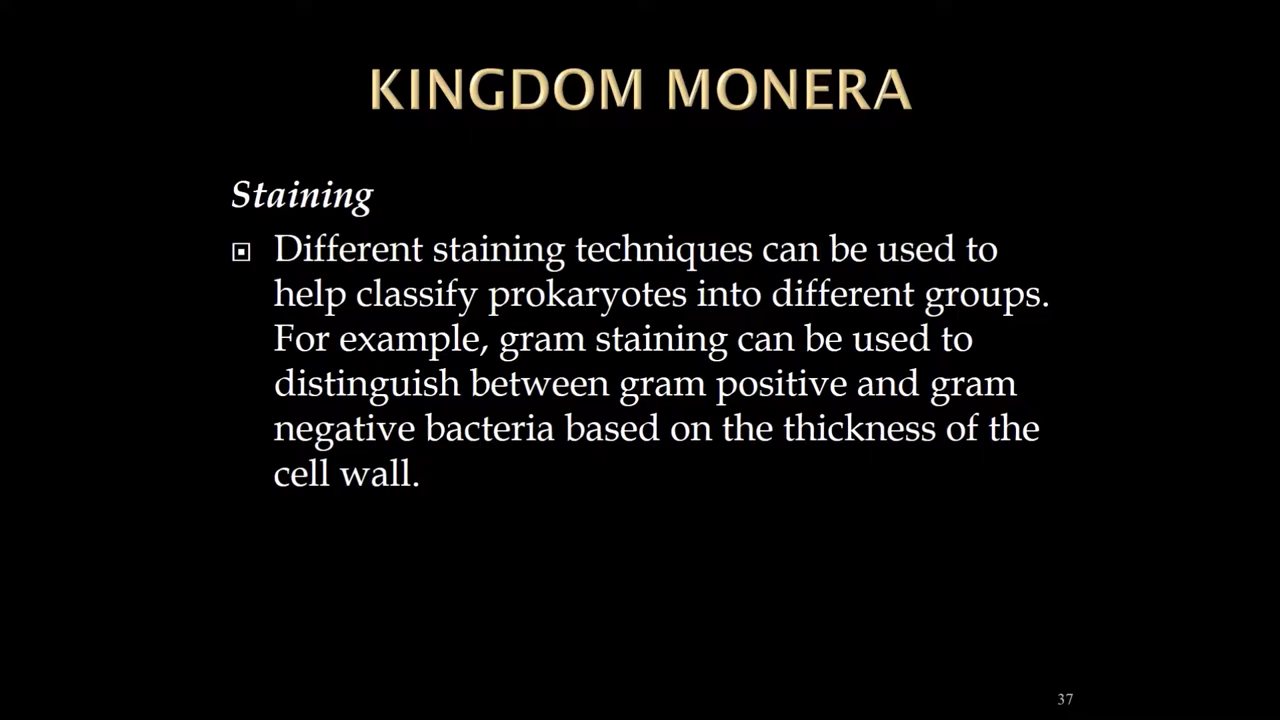 KINGDOM MONERA
Staining
Different staining techniques can be used to
help classify prokaryotes into different groups.
For example, gram staining can be used to
distinguish between gram positive and gram
negative bacteria based on the thickness of the
cell wall.
37